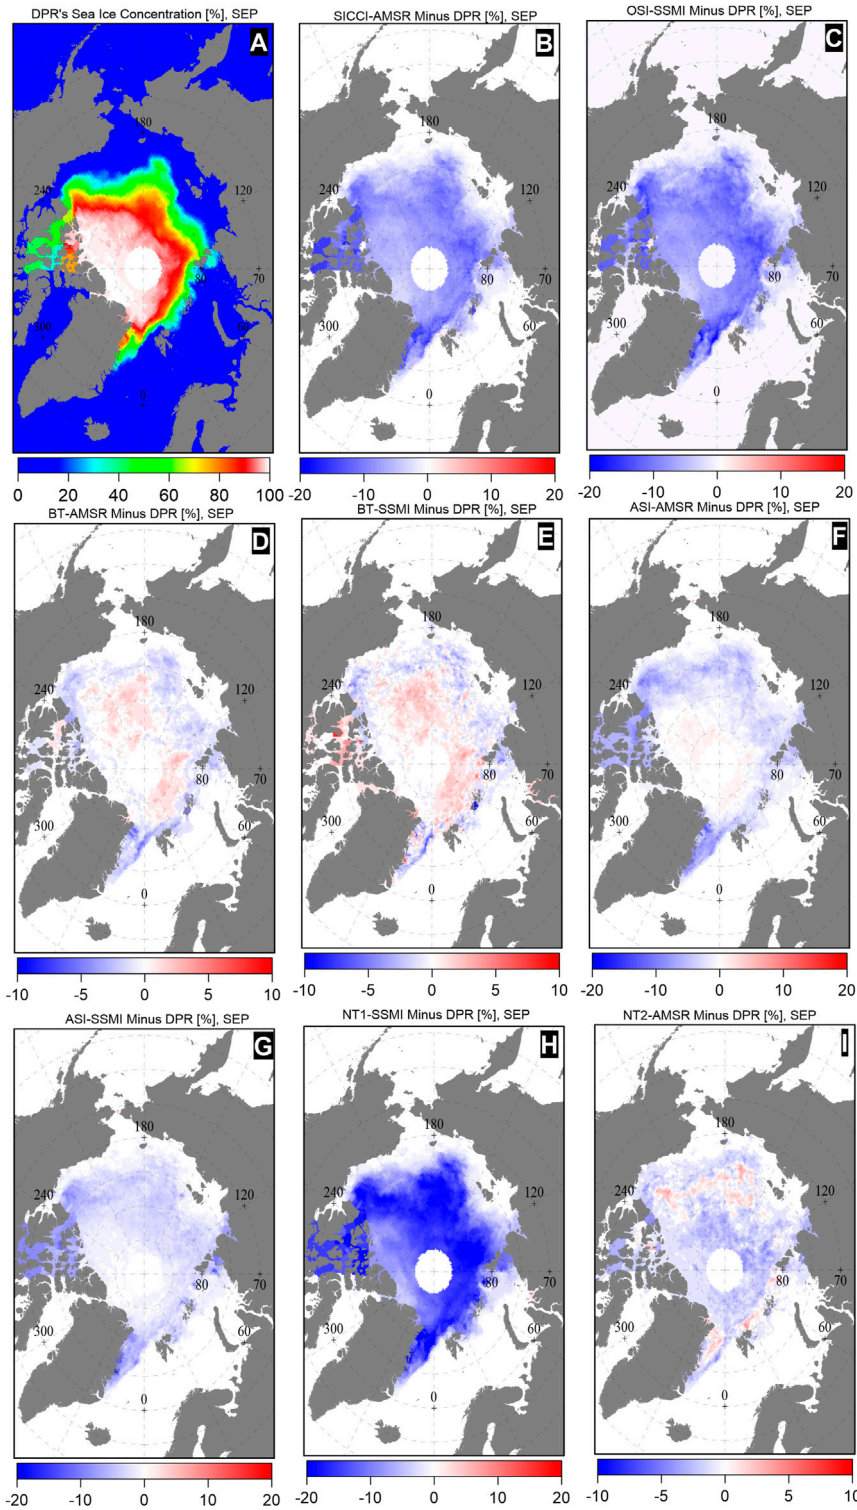 DPR's Sea Ice Concentration [%], SEP
A
180
240
120
80
70
60
300
0
0 20 40 60 80 100
SICCI-AMSR Minus DPR [%], SEP
B
180
240
120
80
70
60
300
0
-20 -10 0 10 20
OSI-SSMI Minus DPR [%], SEP
C
180
240
120
80
70
60
300
0
-20 -10 0 10 20
BT-AMSR Minus DPR [%], SEP
D
180
240
120
80
70
60
300
0
-10 -5 0 5 10
BT-SSMI Minus DPR [%], SEP
E
180
240
120
80
70
60
300
0
-10 -5 0 5 10
ASI-AMSR Minus DPR [%], SEP
F
180
240
120
80
70
60
300
0
-20 -10 0 10 20
ASI-SSMI Minus DPR [%], SEP
G
180
240
120
80
70
60
300
0
-20 -10 0 10 20
NT1-SSMI Minus DPR [%], SEP
H
180
240
120
80
70
60
300
0
-20 -10 0 10 20
NT2-AMSR Minus DPR [%], SEP
I
180
240
120
80
70
60
300
0
-10 -5 0 5 10